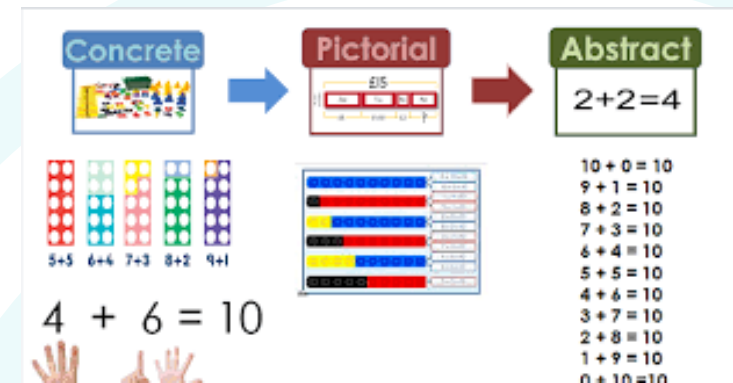 Concrete
Pictorial
Abstract
£15
2+2=4
5+5 6+4 7+3 8+2 9+1
4 + 6 = 10
10 + 0 = 10
9 + 1 = 10
8 + 2 = 10
7 + 3 = 10
6 + 4 = 10
5 + 5 = 10
4 + 6 = 10
3 + 7 = 10
2 + 8 = 10
1 + 9 = 10
0 + 10 =10